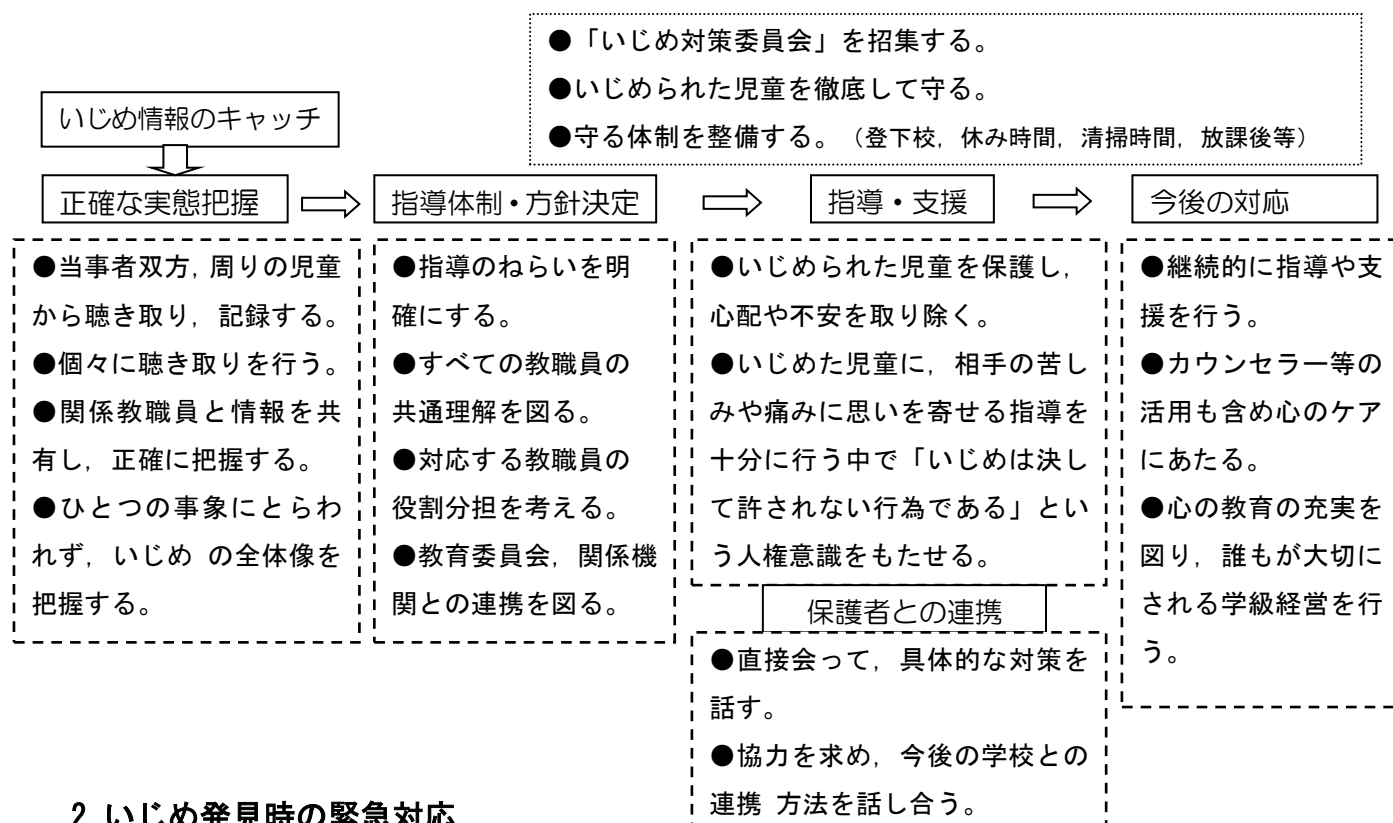 ●「いじめ対策委員会」を招集する。
●いじめられた児童を徹底して守る。
●守る体制を整備する。（登下校，休み時間，清掃時間，放課後等）
いじめ情報のキャッチ
正確な実態把握
●当事者双方，周りの児童
から聴き取り，記録する。
●個々に聴き取りを行う。
●関係教職員と情報を共
有し，正確に把握する。
●ひとつの事象にとらわ
れず，いじめ の全体像を
把握する。
指導体制・方針決定
●指導のねらいを明
確にする。
●すべての教職員の
共通理解を図る。
●対応する教職員の
役割分担を考える。
●教育委員会，関係機
関との連携を図る。
指導・支援
●いじめられた児童を保護し，
心配や不安を取り除く。
●いじめた児童に，相手の苦し
みや痛みに思いを寄せる指導を
十分に行う中で「いじめは決し
て許されない行為である」とい
う人権意識をもたせる。
保護者との連携
●直接会って，具体的な対策を
話す。
●協力を求め，今後の学校との
連携 方法を話し合う。
今後の対応
●継続的に指導や支
援を行う。
●カウンセラー等の
活用も含め心のケア
にあたる。
●心の教育の充実を
図り，誰もが大切に
される学級経営を行
う。
2 いじめ発見時の緊急対応